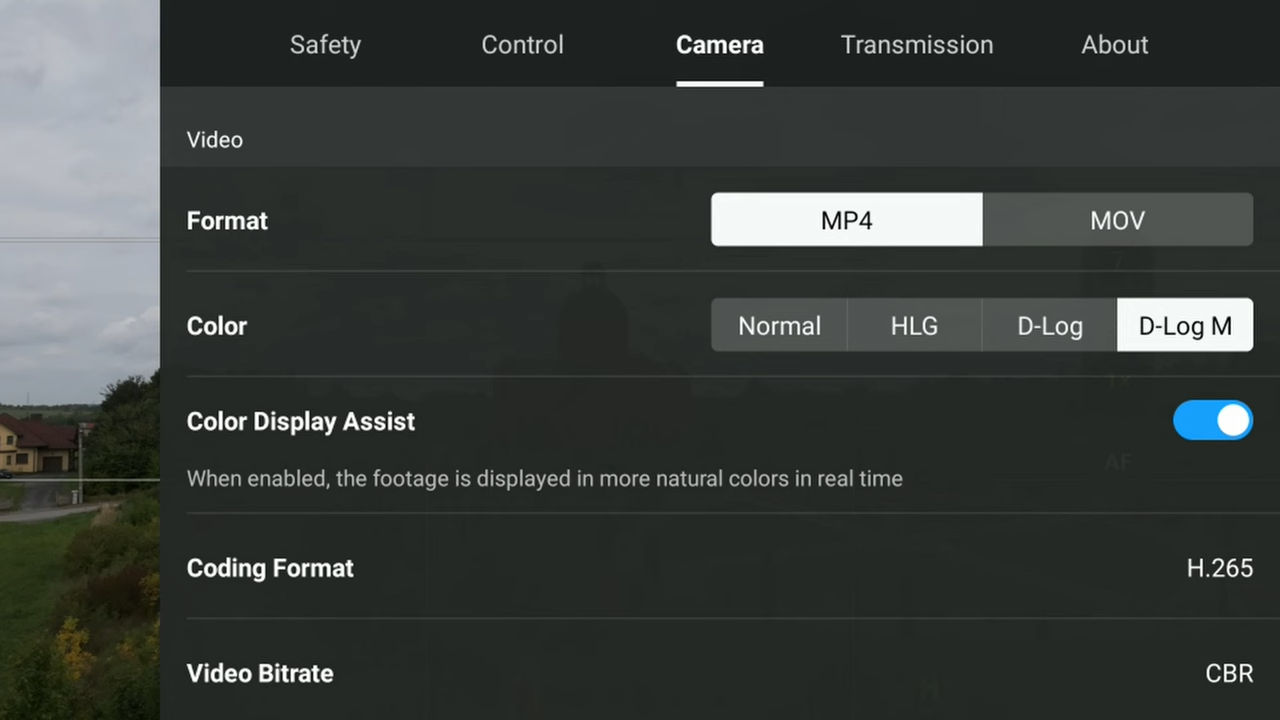 Safety Control Camera Transmission About
Video
Format MP4 MOV
Color Normal HLG D-Log D-Log M
Color Display Assist
AF
When enabled, the footage is displayed in more natural colors in real time
Coding Format H.265
Video Bitrate CBR